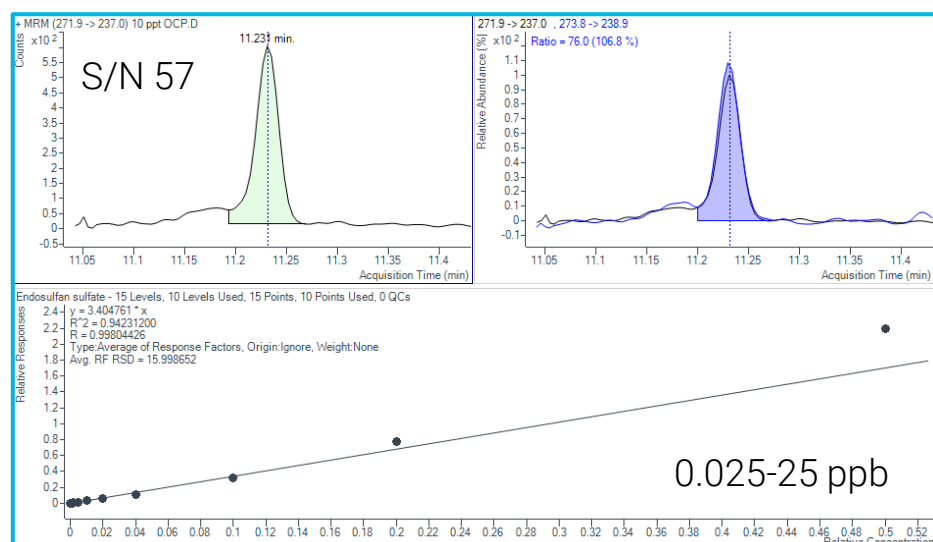 + MRM (271.9 -> 237.0) 10 ppt OCP.D
Counts
x10²
11.231 min.
S/N 57
5.5
5
4.5
4
3.5
3
2.5
2
1.5
1
0.5
0
-0.5
11.05 11.1 11.15 11.2 11.25 11.3 11.35 11.4
Acquisition Time (min)
271.9 -> 237.0 , 273.8 -> 238.9
Relative Abundance (%)
x10²
Ratio = 76.0 (106.8 %)
1.1
1
0.9
0.8
0.7
0.6
0.5
0.4
0.3
0.2
0.1
0
-0.1
11.05 11.1 11.15 11.2 11.25 11.3 11.35 11.4
Acquisition Time (min)
Endosulfan sulfate - 15 Levels, 10 Levels Used, 15 Points, 10 Points Used, 0 QCs
Relative Responses
y = 3.404761 * x
R^2 = 0.94231200
R = 0.99804426
Type:Average of Response Factors, Origin:Ignore, Weight:None
Avg. RF RSD = 15.998652
2.4
2.2
2
1.8
1.6
1.4
1.2
1
0.8
0.6
0.4
0.2
0
0.025-25 ppb
0 0.02 0.04 0.06 0.08 0.1 0.12 0.14 0.16 0.18 0.2 0.22 0.24 0.26 0.28 0.3 0.32 0.34 0.36 0.38 0.4 0.42 0.44 0.46 0.48 0.5 0.52
Relative Concentration